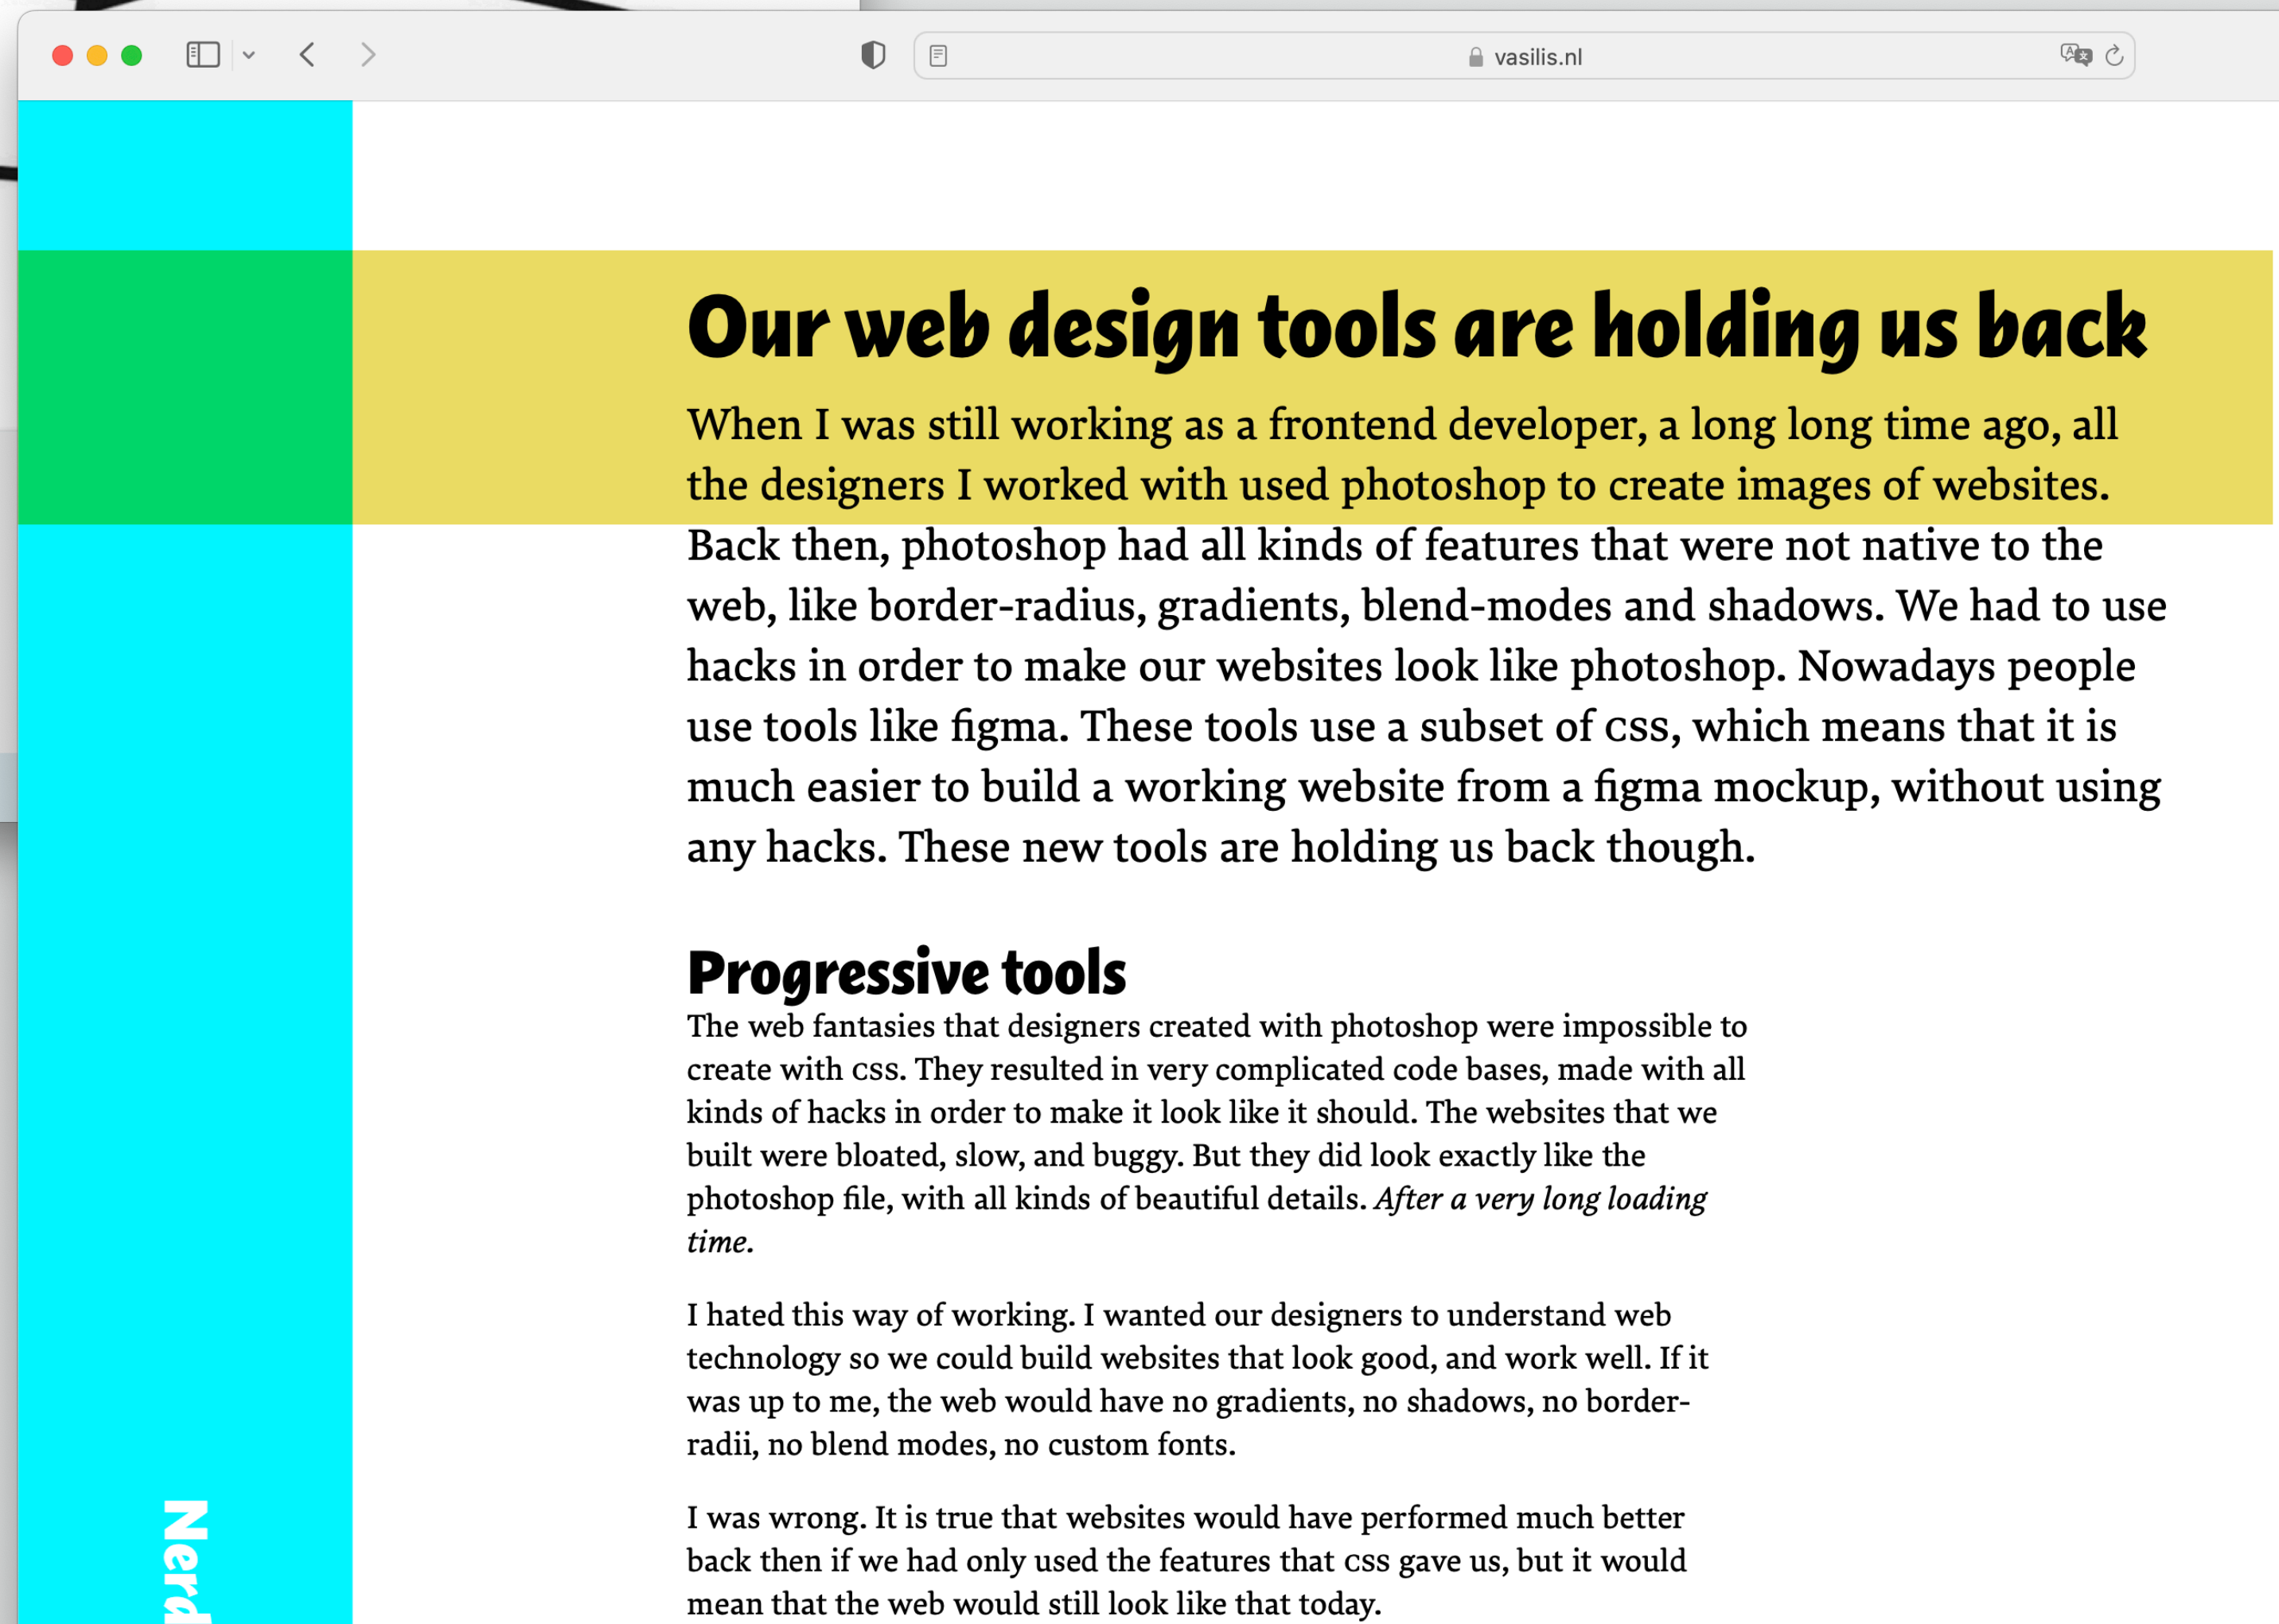 vasilis.nl
Our web design tools are holding us back
When I was still working as a frontend developer, a long long time ago, all
the designers I worked with used photoshop to create images of websites.
Back then, photoshop had all kinds of features that were not native to the
web, like border-radius, gradients, blend-modes and shadows. We had to use
hacks in order to make our websites look like photoshop. Nowadays people
use tools like figma. These tools use a subset of CSS, which means that it is
much easier to build a working website from a figma mockup, without using
any hacks. These new tools are holding us back though.
Progressive tools
The web fantasies that designers created with photoshop were impossible to
create with CSS. They resulted in very complicated code bases, made with all
kinds of hacks in order to make it look like it should. The websites that we
built were bloated, slow, and buggy. But they did look exactly like the
photoshop file, with all kinds of beautiful details. After a very long loading
time.
I hated this way of working. I wanted our designers to understand web
technology so we could build websites that look good, and work well. If it
was up to me, the web would have no gradients, no shadows, no border-
radii, no blend modes, no custom fonts.
I was wrong. It is true that websites would have performed much better
back then if we had only used the features that CSS gave us, but it would
mean that the web would still look like that today.
Nerd